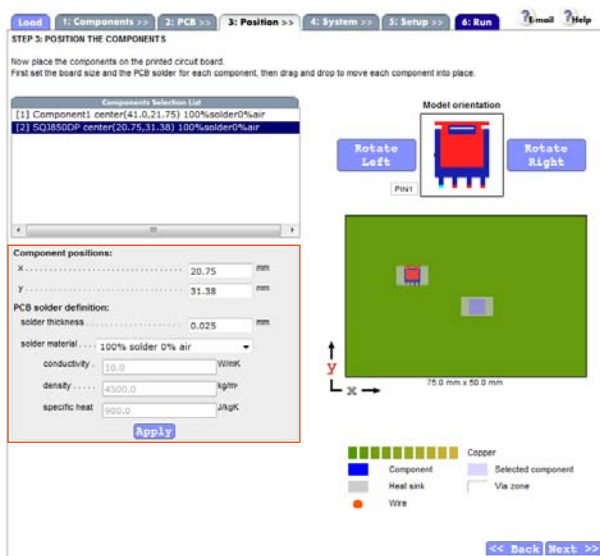 Load
1: Components >>
2: PCB >>
3: Position >>
4: System >>
5: Setup >>
6: Run
?Email
?Help
STEP 3: POSITION THE COMPONENTS
Now place the components on the printed circuit board.
First set the board size and the PCB solder for each component, then drag and drop to move each component into place.
Components Selection List
[1] Component1 center(41.0,21.75) 100%solder0%air
[2] SQJ850DP center(20.75,31.38) 100%solder0%air
Model orientation
Rotate Left
Rotate Right
PIN1
Component positions:
x 20.75 mm
y 31.38 mm
PCB solder definition:
solder thickness 0.025 mm
solder material 100% solder 0% air
conductivity 10.0 W/mK
density 4500.0 kg/m³
specific heat 900.0 J/kgK
Apply
y
x
75.0 mm x 50.0 mm
Copper
Component
Selected component
Heat sink
Via zone
Wire
<< Back
Next >>